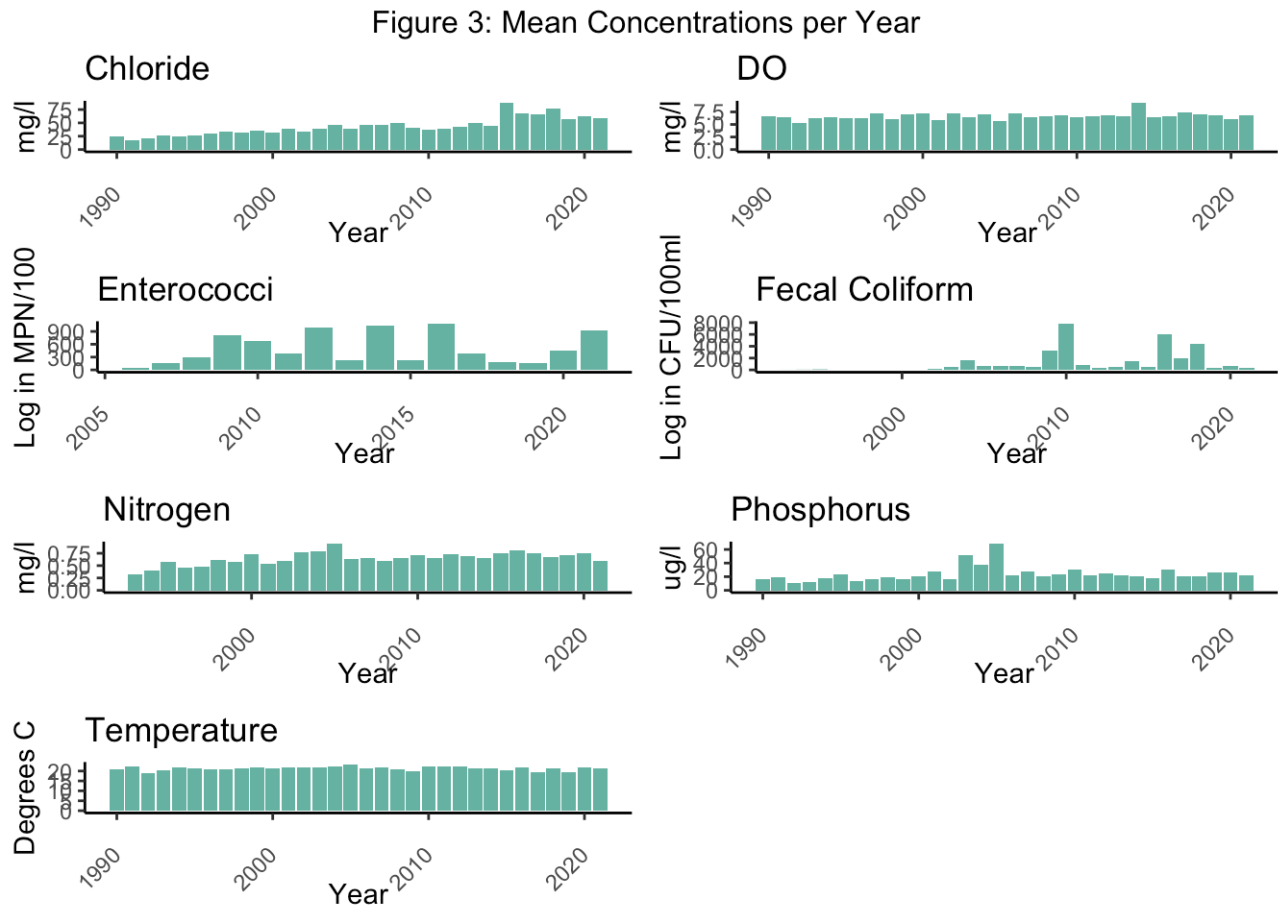 Figure 3: Mean Concentrations per Year
Chloride
mg/l
75
50
25
0
1990
2000
2010
2020
Year
DO
mg/l
7.5
5.0
2.5
0.0
1990
2000
2010
2020
Year
Enterococci
Log in MPN/100
900
600
300
0
2005
2010
2015
2020
Year
Fecal Coliform
Log in CFU/100ml
8000
6000
4000
2000
0
2000
2010
2020
Year
Nitrogen
mg/l
0.75
0.50
0.25
0.00
2000
2010
2020
Year
Phosphorus
ug/l
60
40
20
0
1990
2000
2010
2020
Year
Temperature
Degrees C
20
15
10
5
0
1990
2000
2010
2020
Year